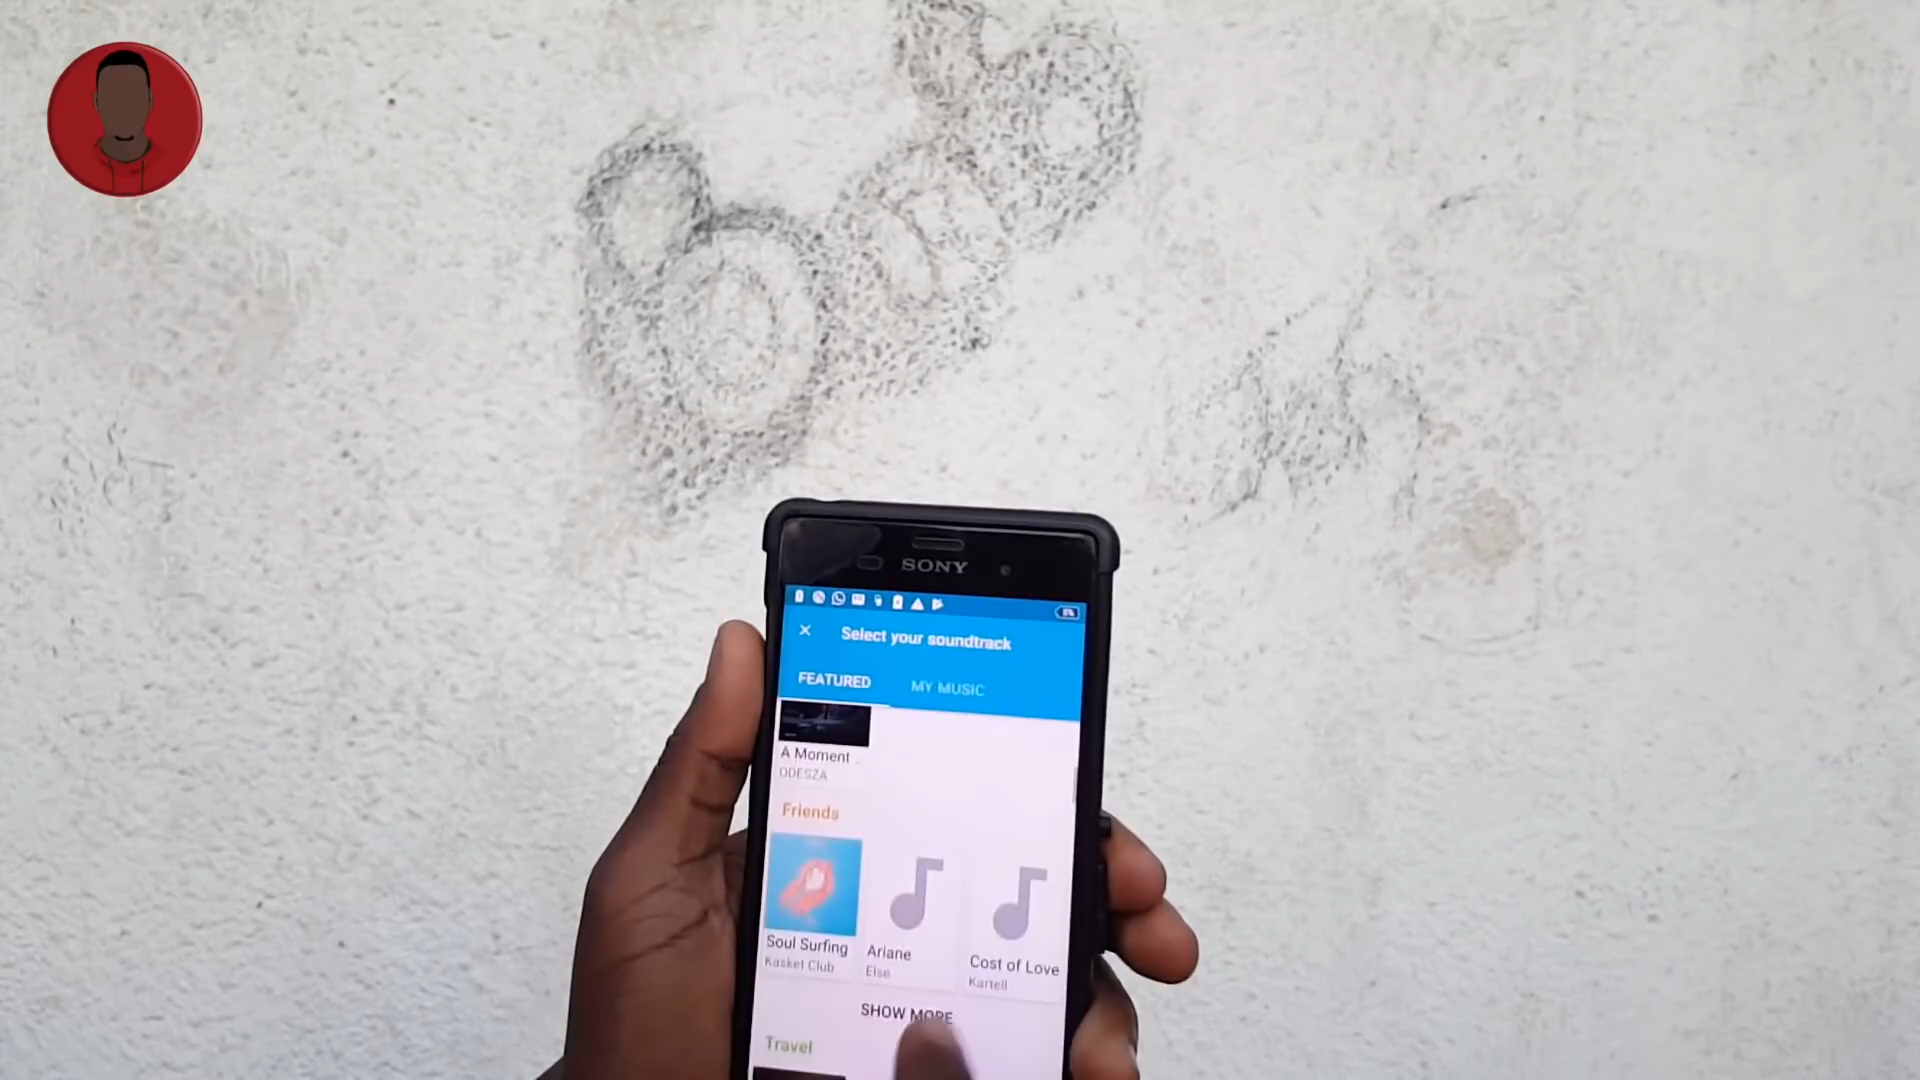 SONY
Select your soundtrack
FEATURED MY MUSIC
A Moment ..
ODESZA
Friends
Soul Surfing
Kasket Club
Ariane
Else
Cost of Love
Kartell
SHOW MORE
Travel